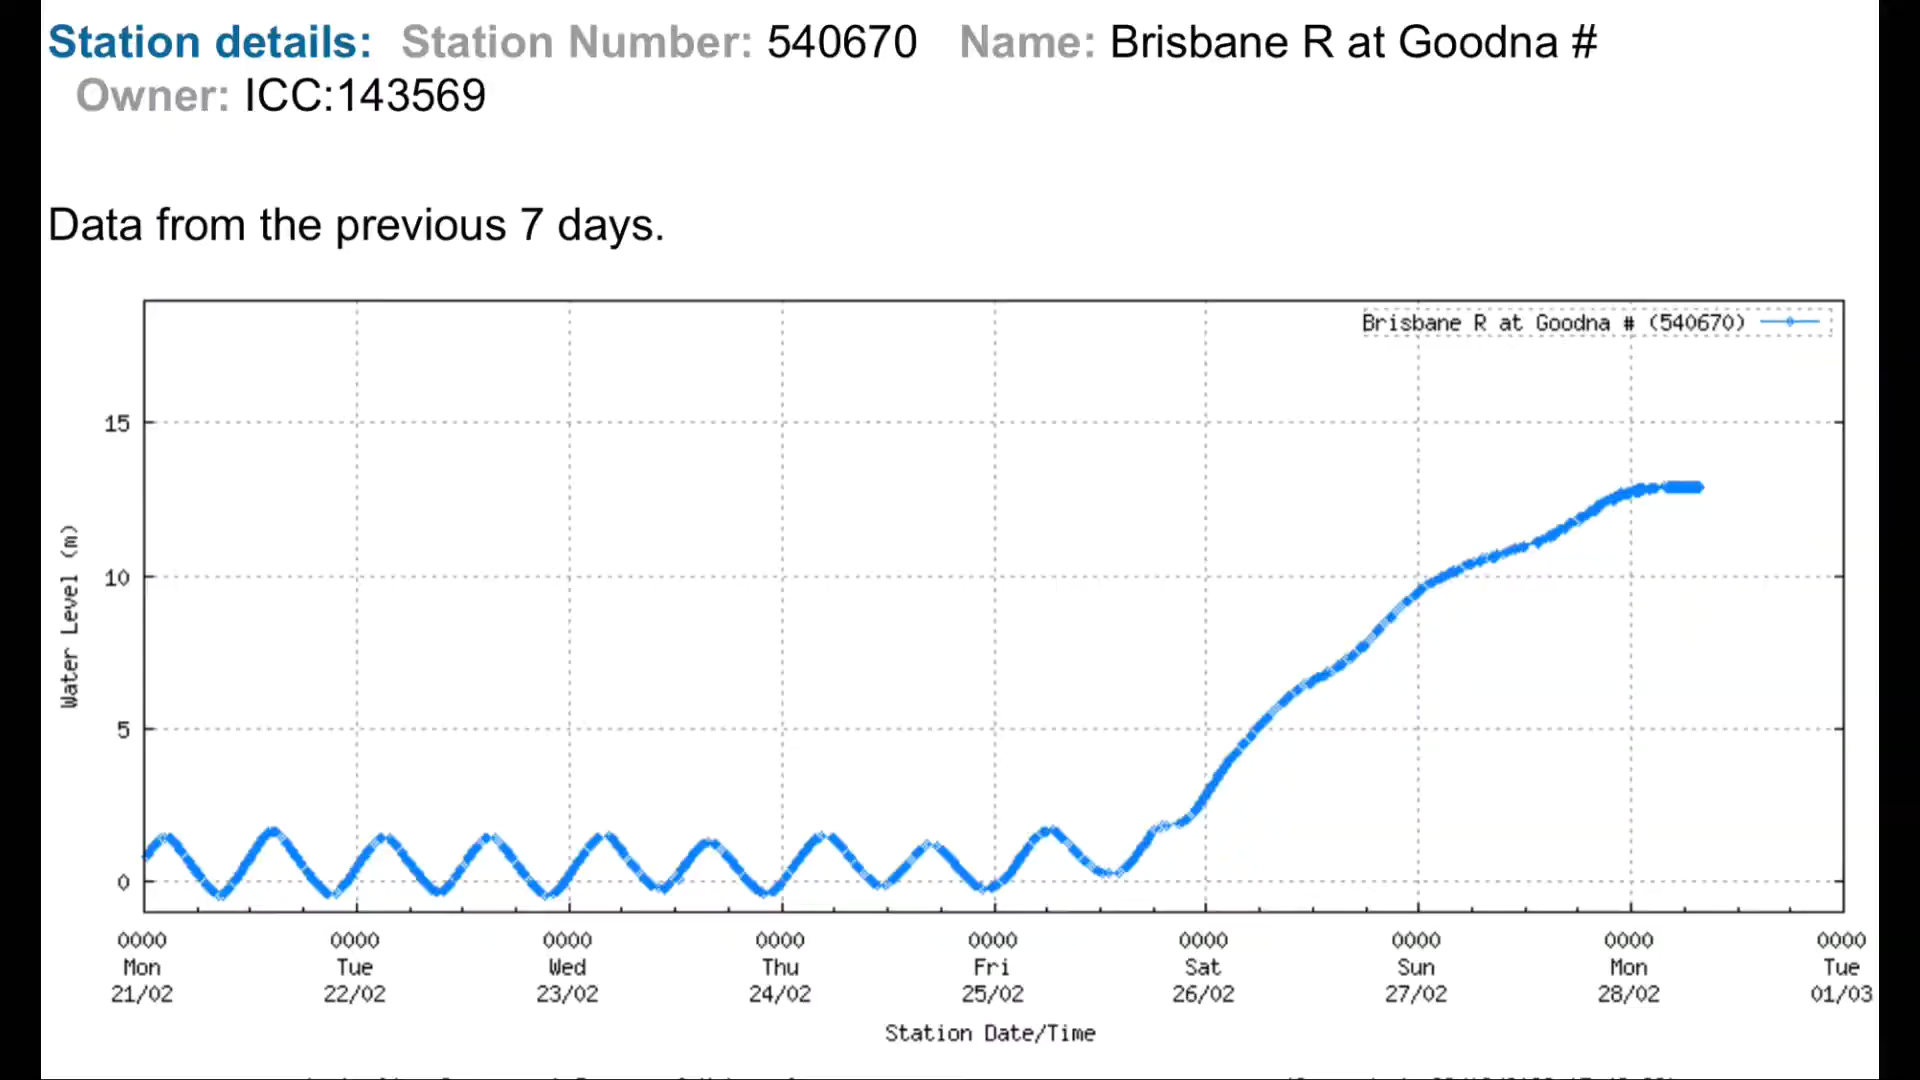 Station details: Station Number: 540670 Name: Brisbane R at Goodna #
Owner: ICC:143569
Data from the previous 7 days.
Brisbane R at Goodna # (540670)
15
10
5
0
Water Level (m)
0000 0000 0000 0000 0000 0000 0000 0000 0000
Mon Tue Wed Thu Fri Sat Sun Mon Tue
21/02 22/02 23/02 24/02 25/02 26/02 27/02 28/02 01/03
Station Date/Time